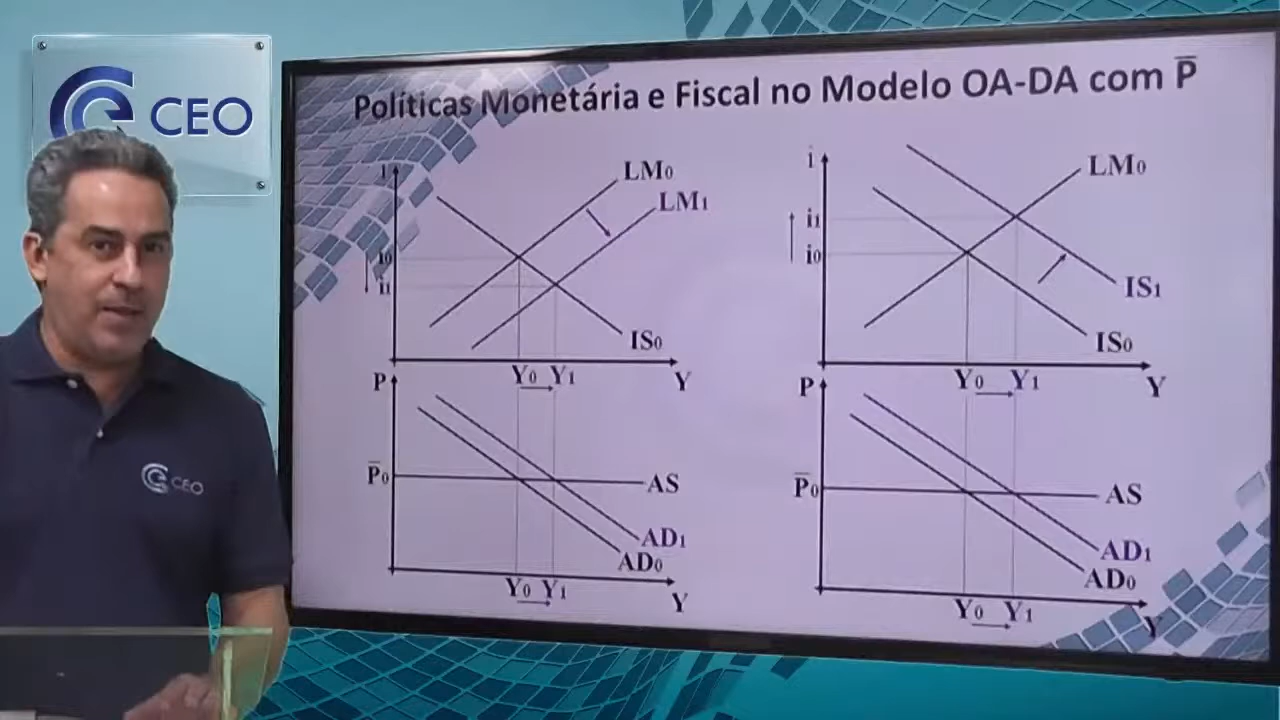 CEO
Políticas Monetária e Fiscal no Modelo OA-DA com P̅
i
LM₀
LM₁
i₀
i₁
IS₀
Y₀ Y₁
Y
i
LM₀
i₁
i₀
IS₁
IS₀
Y₀ Y₁
Y
P
P̅₀
AS
AD₁
AD₀
Y₀ Y₁
Y
P
P̅₀
AS
AD₁
AD₀
Y₀ Y₁
Y
CEO